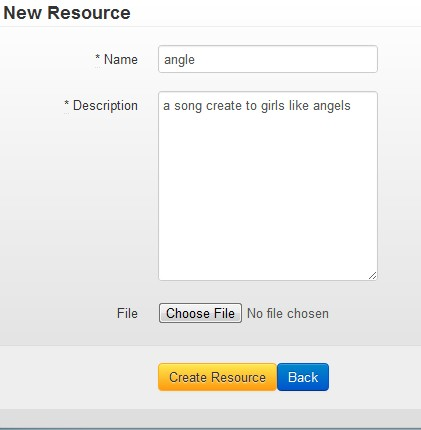 New Resource
* Name angle
* Description a song create to girls like angels
File Choose File No file chosen
Create Resource Back